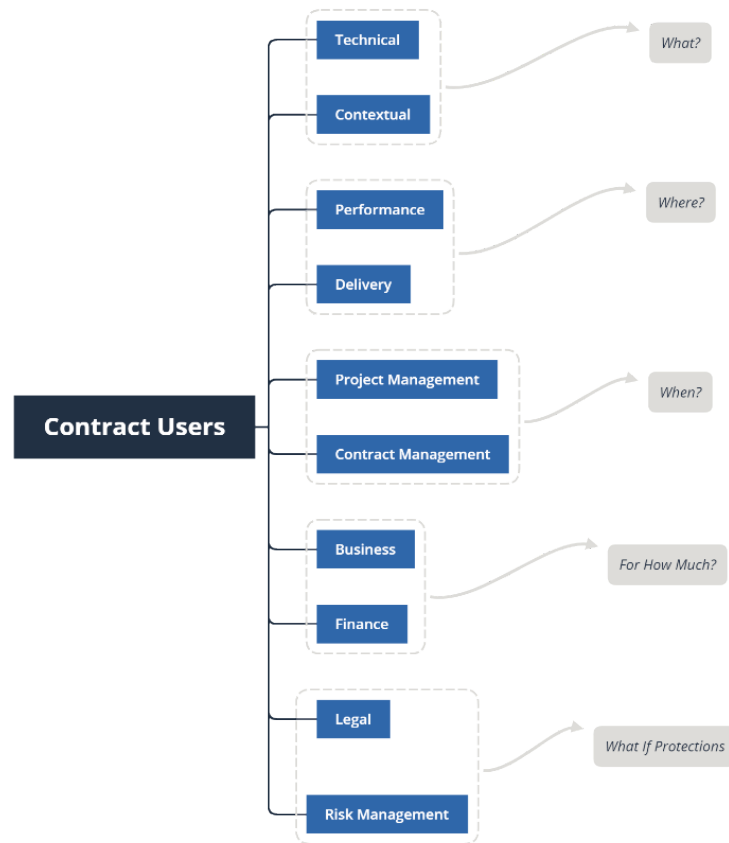 Technical
What?
Contextual
Performance
Where?
Delivery
Project Management
When?
Contract Users
Contract Management
Business
For How Much?
Finance
Legal
What If Protections
Risk Management